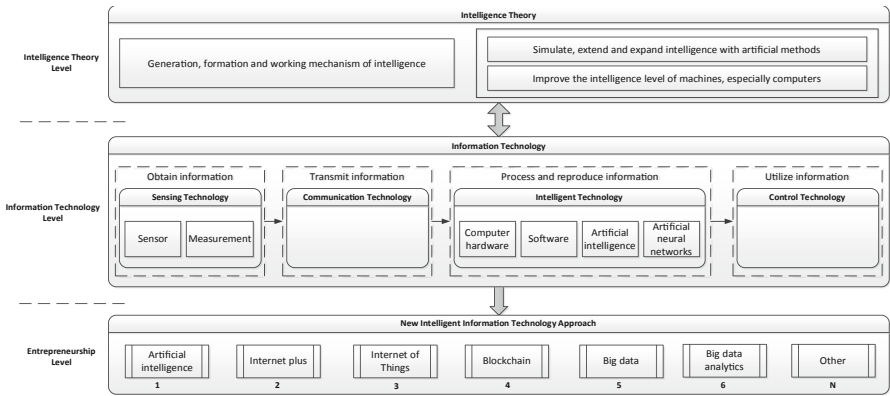 Intelligence Theory
Intelligence Theory
Level
Generation, formation and working mechanism of intelligence
Simulate, extend and expand intelligence with artificial methods
Improve the intelligence level of machines, especially computers
Information Technology
Information Technology
Level
Obtain information
Transmit information
Process and reproduce information
Utilize information
Sensing Technology
Communication Technology
Intelligent Technology
Control Technology
Sensor
Measurement
Computer
hardware
Software
Artificial
intelligence
Artificial
neural
networks
New Intelligent Information Technology Approach
Entrepreneurship
Level
Artificial
intelligence
Internet plus
Internet of
Things
Blockchain
Big data
Big data
analytics
Other
1
2
3
4
5
6
N